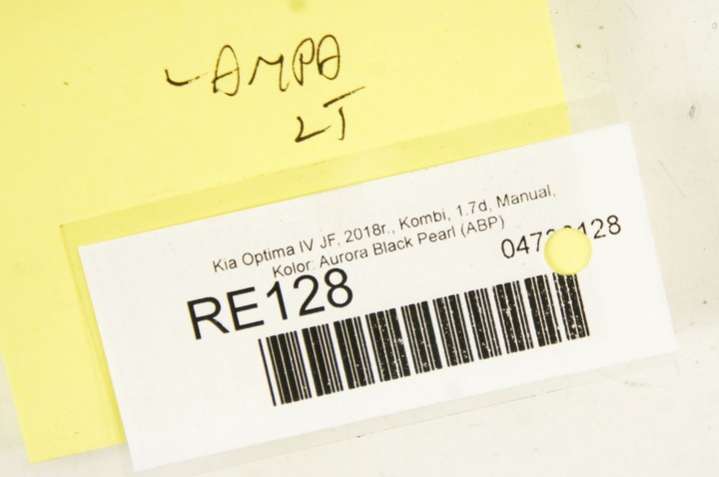 LAMPA
LT
Kia Optima IV JF, 2018r., Kombi, 1.7d, Manual,
Kolor: Aurora Black Pearl (ABP)
RE128